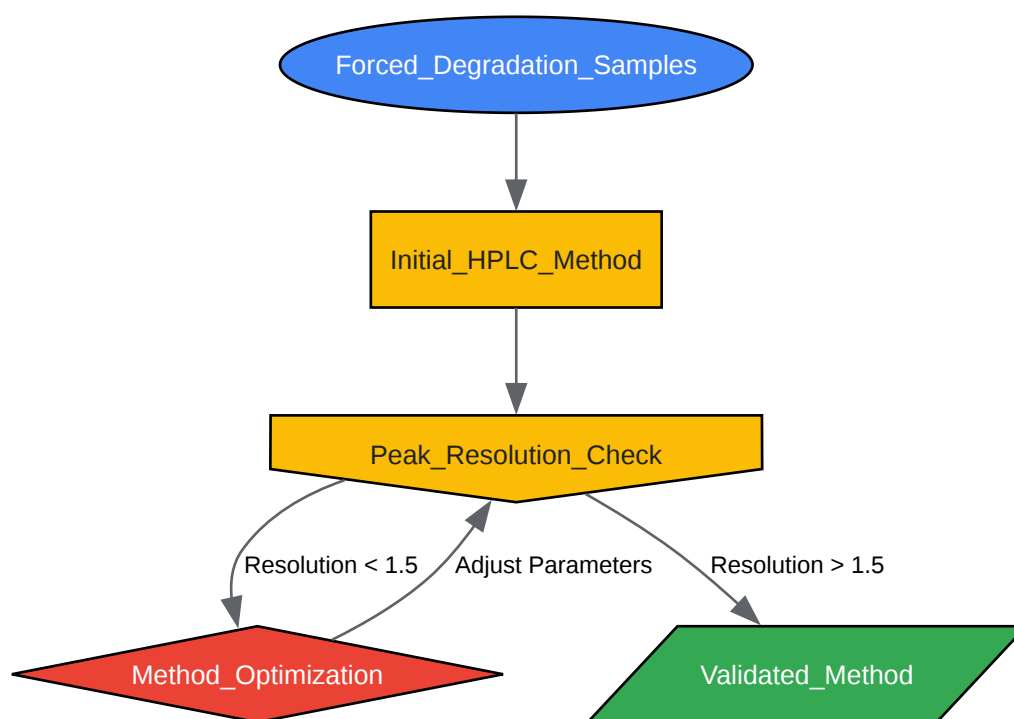 Forced_Degradation_Samples
Initial_HPLC_Method
Peak_Resolution_Check
Resolution < 1.5
Adjust Parameters
Resolution > 1.5
Method_Optimization
Validated_Method